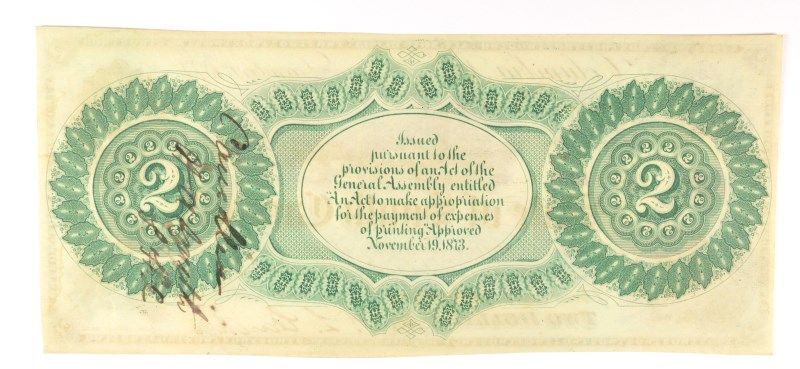 Issued
pursuant to the
provisions of an Act of the
General Assembly entitled
"An Act to make appropriation
for the payment of expenses
of printing" Approved
November 19, 1873.
2
2